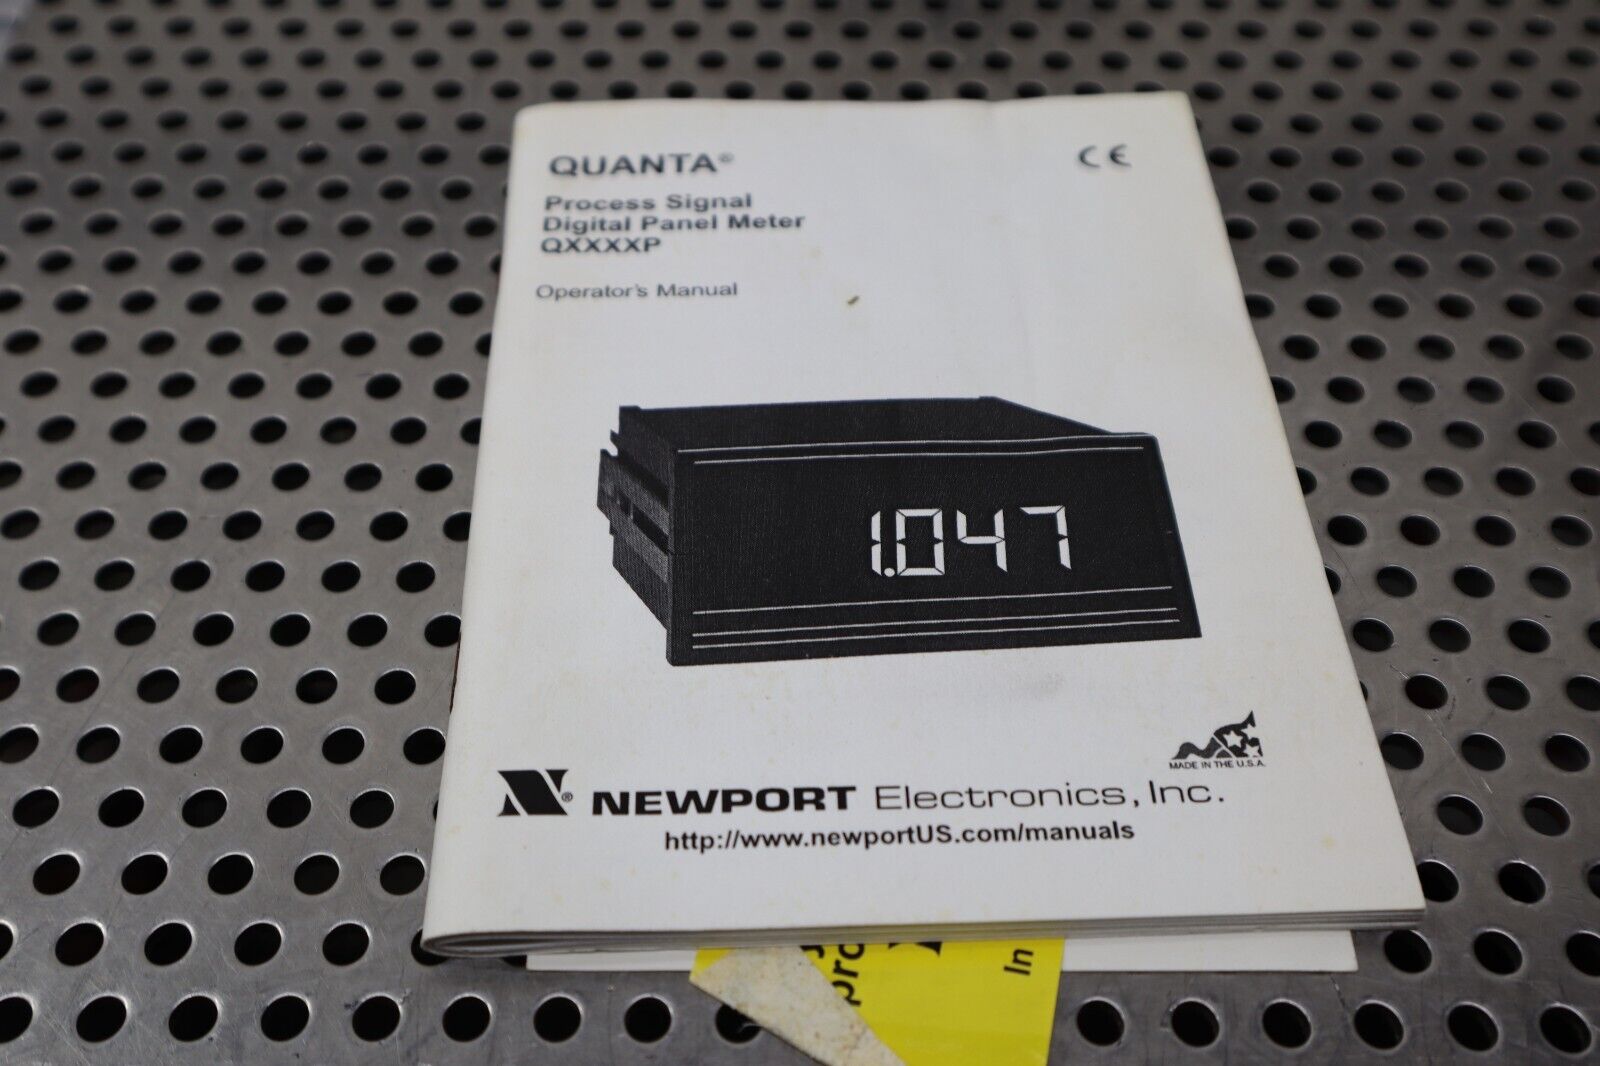 QUANTA®
CE
Process Signal
Digital Panel Meter
QXXXXP
Operator's Manual
1.047
MADE IN THE U.S.A.
N® NEWPORT Electronics, Inc.
http://www.newportUS.com/manuals
In